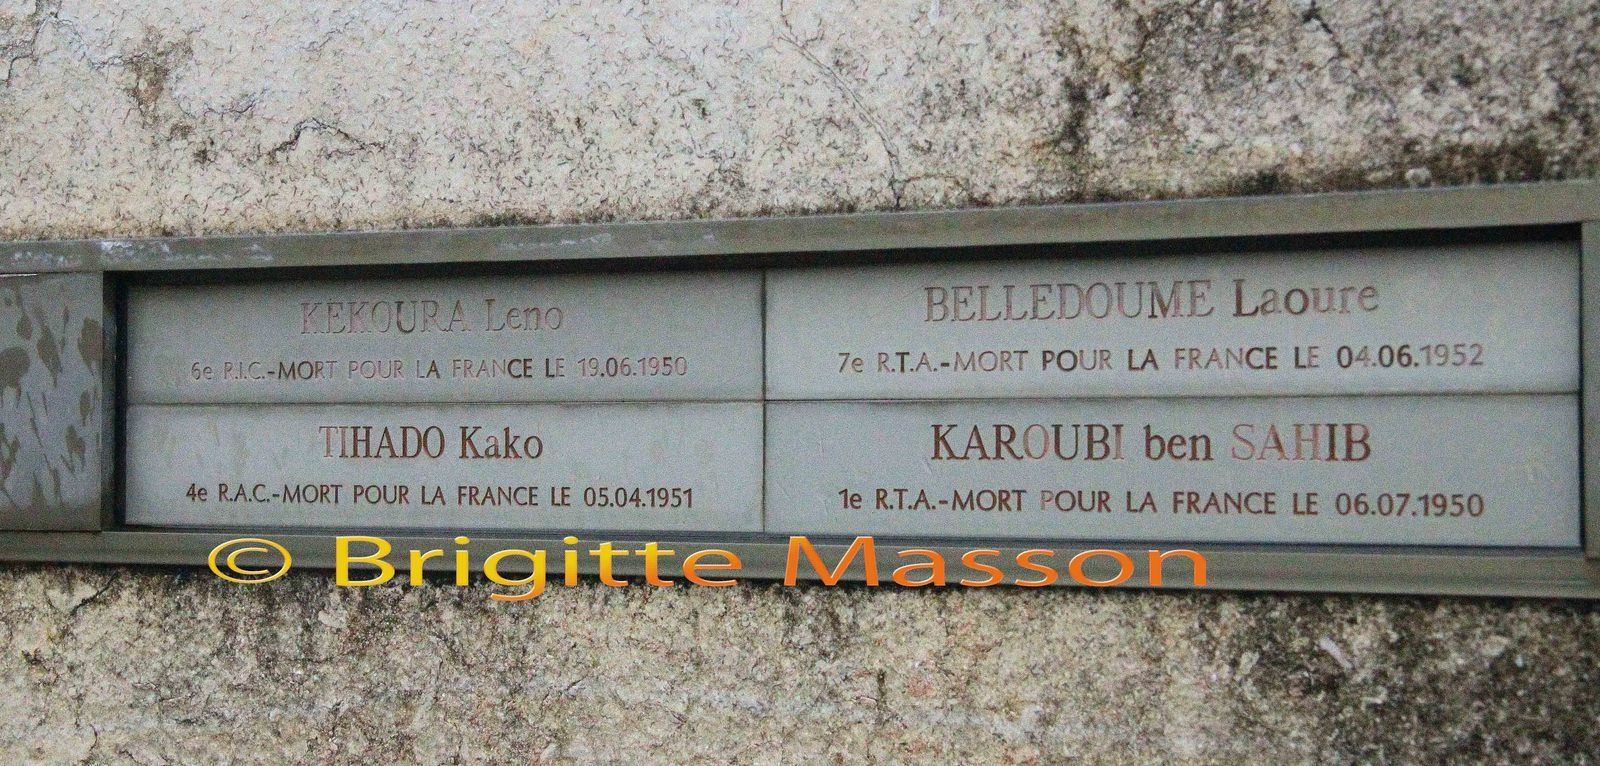 KEKOURA Leno
6e R.I.C.-MORT POUR LA FRANCE LE 19.06.1950
BELLEDOUME Laoure
7e R.T.A.-MORT POUR LA FRANCE LE 04.06.1952
TIHADO Kako
4e R.A.C.-MORT POUR LA FRANCE LE 05.04.1951
KAROUBI ben SAHIB
1e R.T.A.-MORT POUR LA FRANCE LE 06.07.1950
© Brigitte Masson